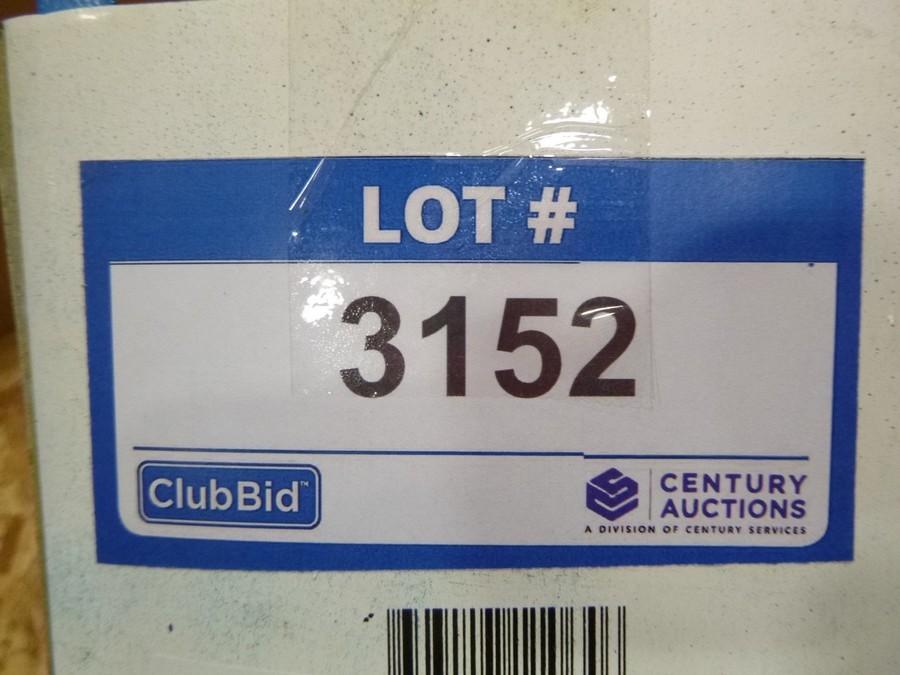 LOT #
3152
ClubBid™
CENTURY
AUCTIONS
A DIVISION OF CENTURY SERVICES